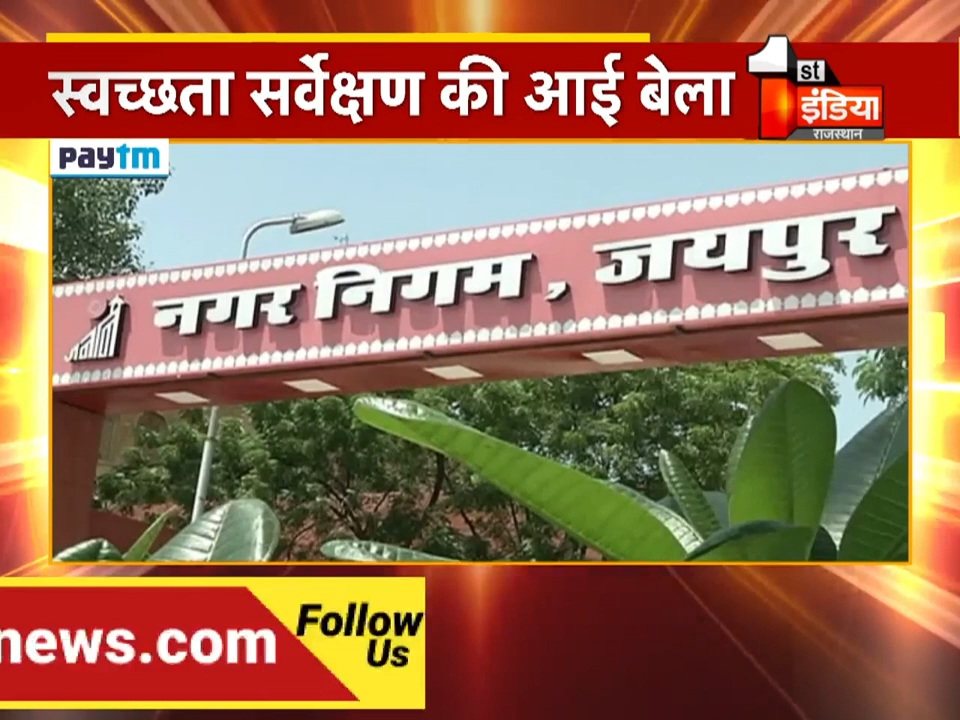 स्वच्छता सर्वेक्षण की आई बेला
1st
इंडिया
राजस्थान
paytm
नगर निगम, जयपुर
news.com
Follow
Us